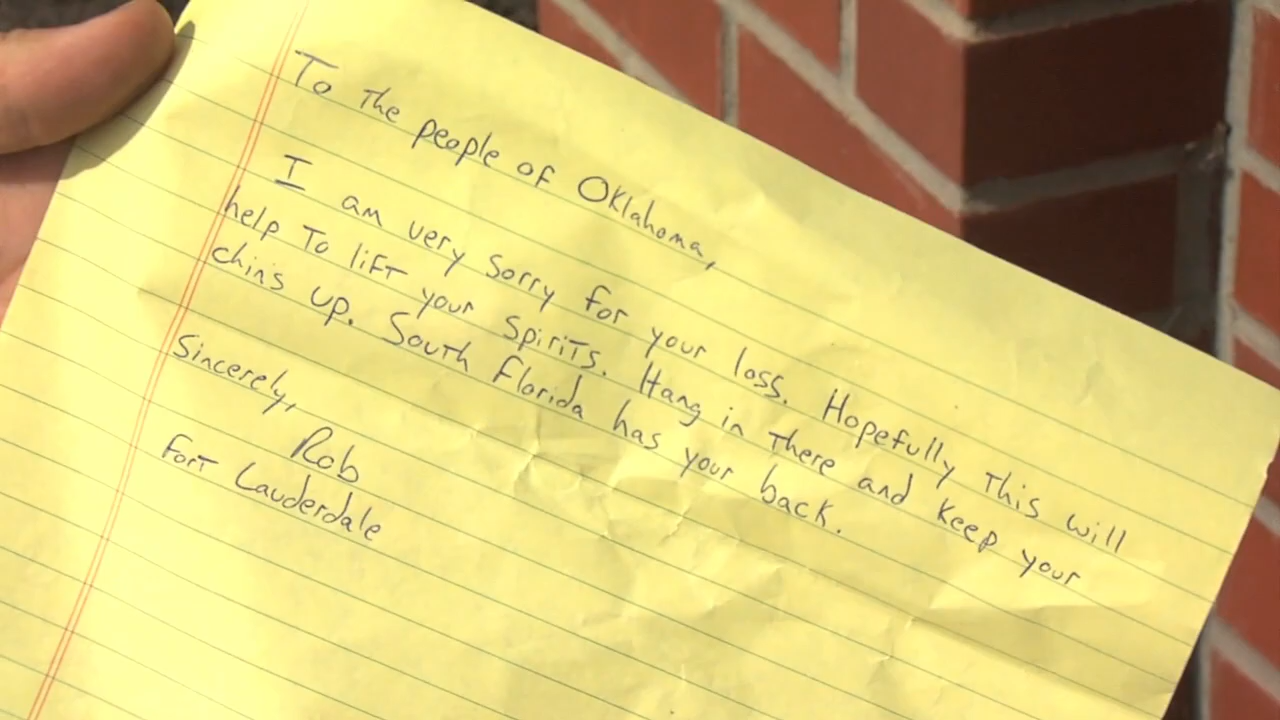 To the people of Oklahoma,
I am very sorry for your loss. Hopefully this will
help to lift your spirits. Hang in there and keep your
chins up. South Florida has your back.
Sincerely,
Rob
Fort Lauderdale